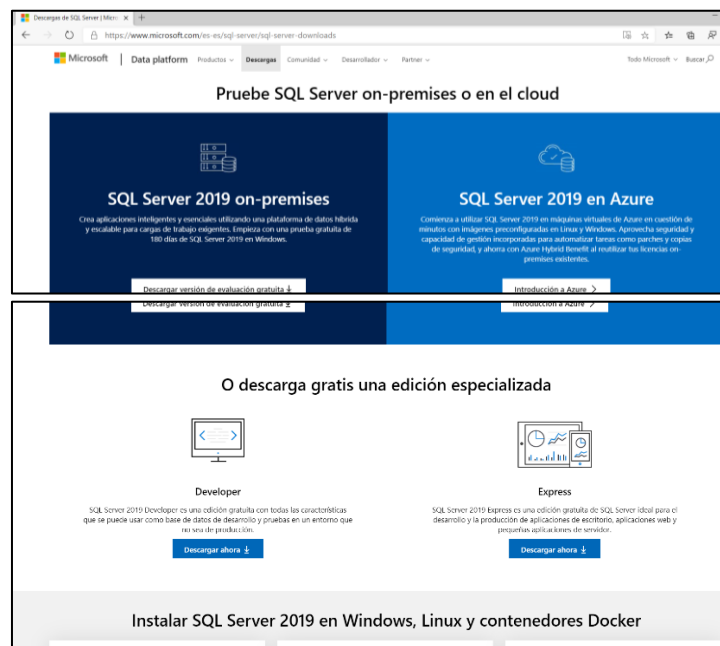 Descargas de SQL Server | Micro
https://www.microsoft.com/es-es/sql-server/sql-server-downloads
Microsoft | Data platform Productos Descargas Comunidad Desarrollador Partner Todo Microsoft Buscar
Pruebe SQL Server on-premises o en el cloud
SQL Server 2019 on-premises
Crea aplicaciones inteligentes y esenciales utilizando una plataforma de datos híbrida
y escalable para cargas de trabajo exigentes. Empieza con una prueba gratuita de
180 días de SQL Server 2019 en Windows.
Descargar versión de evaluación gratuita
SQL Server 2019 en Azure
Comienza a utilizar SQL Server 2019 en máquinas virtuales de Azure en cuestión de
minutos con imágenes preconfiguradas en Linux y Windows. Aprovecha seguridad y
capacidad de gestión incorporadas para automatizar tareas como parches y copias
de seguridad, y ahorra con Azure Hybrid Benefit al reutilizar tus licencias on-
premises existentes.
Introducción a Azure
Descargar versión de evaluación gratuita
Introducción a Azure
O descarga gratis una edición especializada
Developer
SQL Server 2019 Developer es una edición gratuita con todas las características
que se puede usar como base de datos de desarrollo y pruebas en un entorno que
no sea de producción.
Descargar ahora
Express
SQL Server 2019 Express es una edición gratuita de SQL Server ideal para el
desarrollo y la producción de aplicaciones de escritorio, aplicaciones web y
pequeñas aplicaciones de servidor.
Descargar ahora
Instalar SQL Server 2019 en Windows, Linux y contenedores Docker